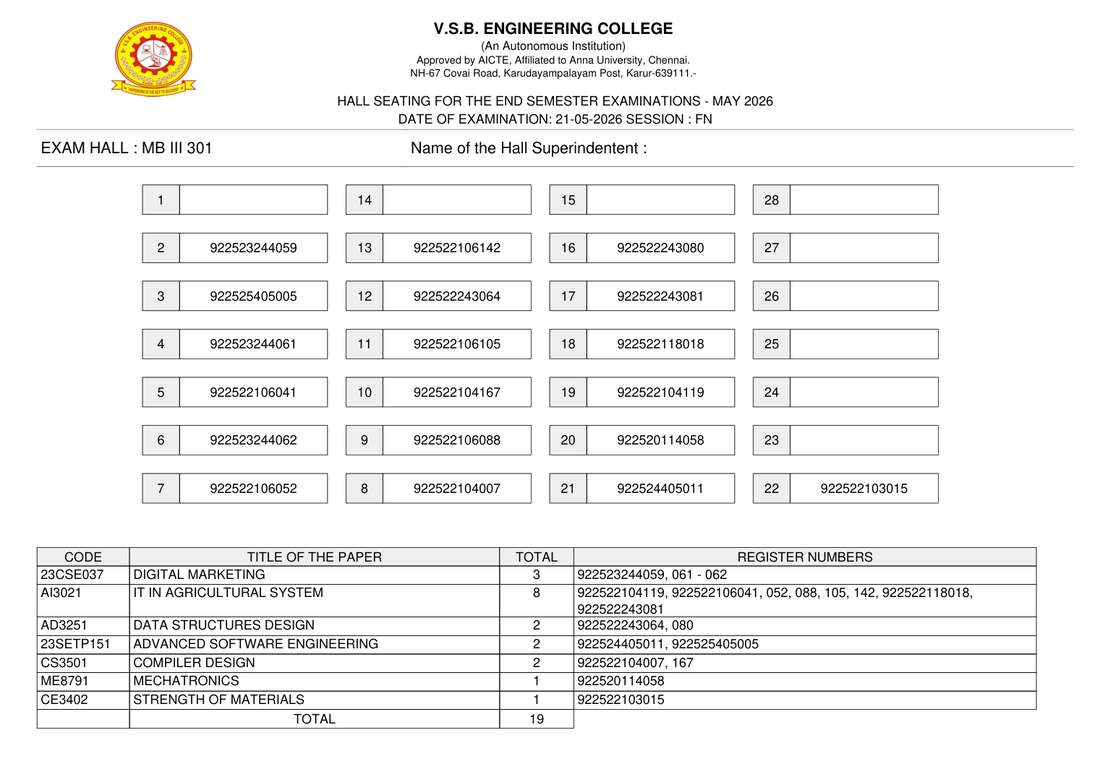 V.S.B. ENGINEERING COLLEGE
(An Autonomous Institution)
Approved by AICTE, Affiliated to Anna University, Chennai.
NH-67 Covai Road, Karudayampalayam Post, Karur-639111.-
HALL SEATING FOR THE END SEMESTER EXAMINATIONS - MAY 2026
DATE OF EXAMINATION: 21-05-2026 SESSION : FN
EXAM HALL : MB III 301 Name of the Hall Superindentent :
1 14 15 28
2 922523244059 13 922522106142 16 922522243080 27
3 922525405005 12 922522243064 17 922522243081 26
4 922523244061 11 922522106105 18 922522118018 25
5 922522106041 10 922522104167 19 922522104119 24
6 922523244062 9 922522106088 20 922520114058 23
7 922522106052 8 922522104007 21 922524405011 22 922522103015
CODE TITLE OF THE PAPER TOTAL REGISTER NUMBERS
23CSE037 DIGITAL MARKETING 3 922523244059, 061 - 062
AI3021 IT IN AGRICULTURAL SYSTEM 8 922522104119, 922522106041, 052, 088, 105, 142, 922522118018,
922522243081
AD3251 DATA STRUCTURES DESIGN 2 922522243064, 080
23SETP151 ADVANCED SOFTWARE ENGINEERING 2 922524405011, 922525405005
CS3501 COMPILER DESIGN 2 922522104007, 167
ME8791 MECHATRONICS 1 922520114058
CE3402 STRENGTH OF MATERIALS 1 922522103015
TOTAL 19